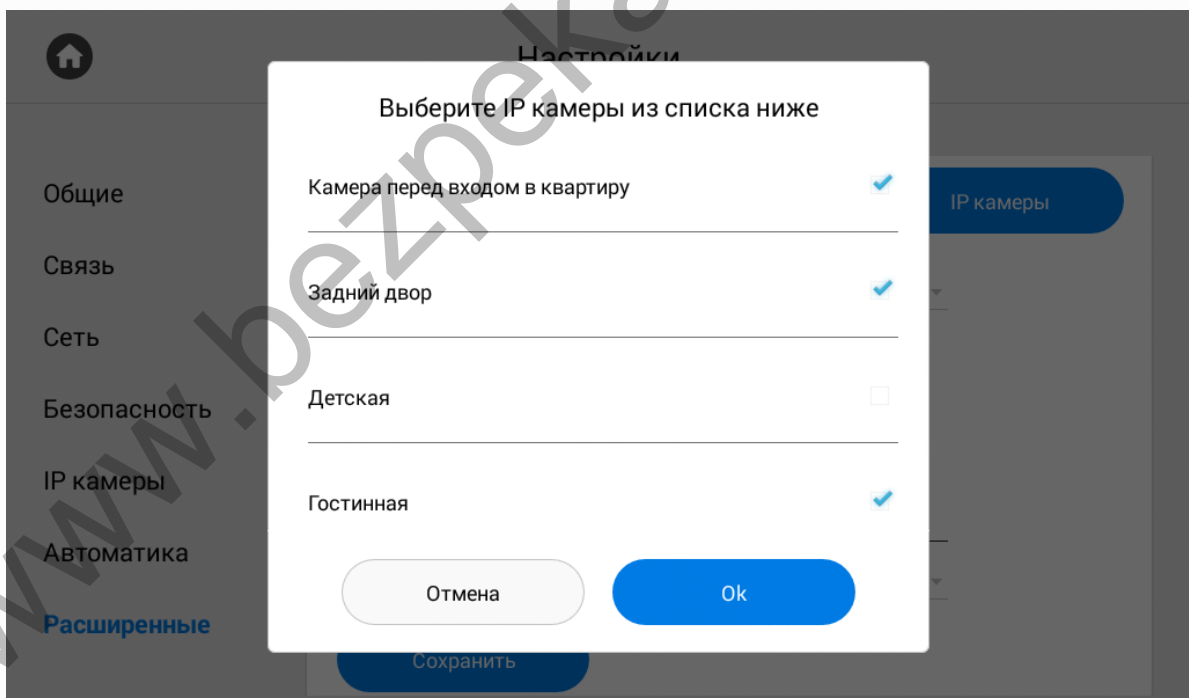 Настройки
Выберите IP камеры из списка ниже
Общие
Камера перед входом в квартиру
IP камеры
Связь
Задний двор
Сеть
Детская
Безопасность
IP камеры
Гостинная
Автоматика
Отмена
Ok
Расширенные
Сохранить
www.bezpeka